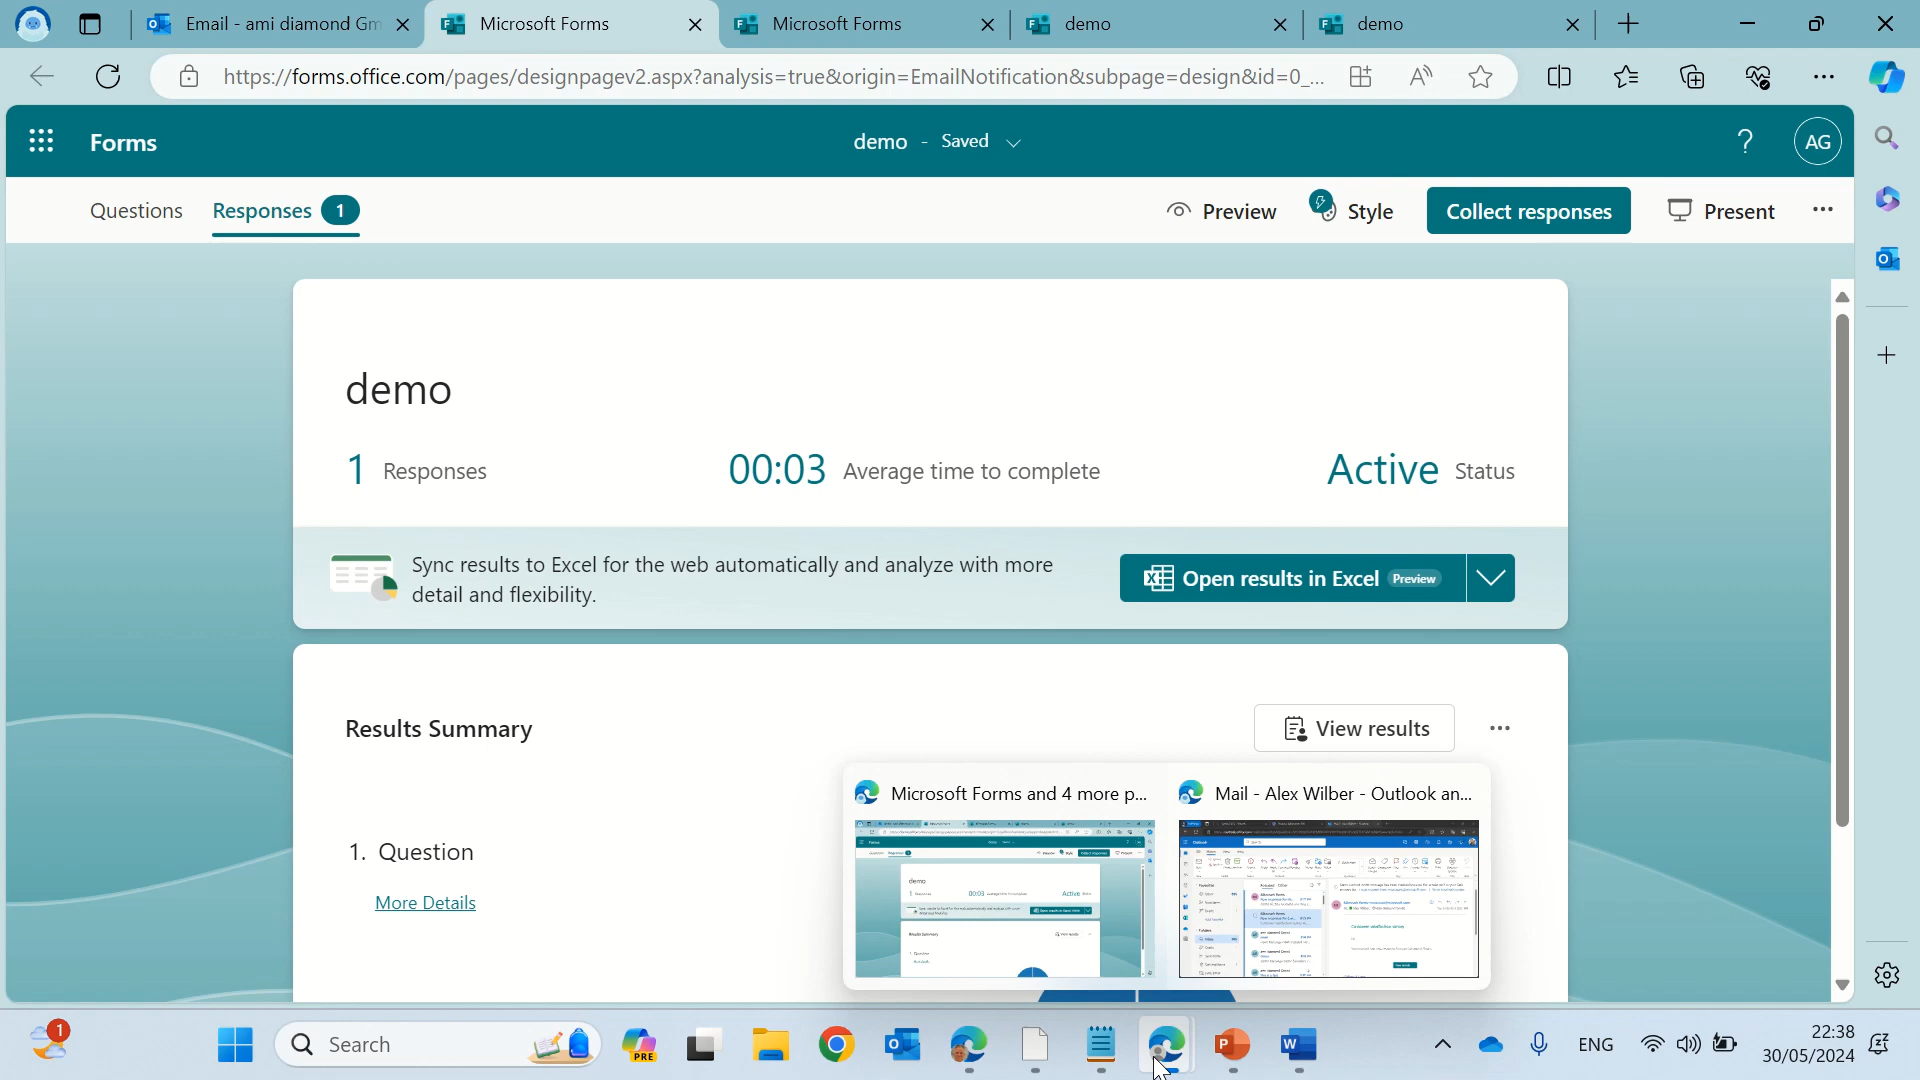 Email - ami diamond Gm
Microsoft Forms
Microsoft Forms
demo
demo
https://forms.office.com/pages/designpagev2.aspx?analysis=true&origin=EmailNotification&subpage=design&id=0_...
Forms
demo - Saved
? AG
Questions Responses 1
Preview Style Collect responses Present
demo
1 Responses
00:03 Average time to complete
Active Status
Sync results to Excel for the web automatically and analyze with more
detail and flexibility.
Open results in Excel Preview
Results Summary
View results
1. Question
More Details
Microsoft Forms and 4 more p...
Mail - Alex Wilber - Outlook an...
1
Search
PRE
ENG
22:38
30/05/2024